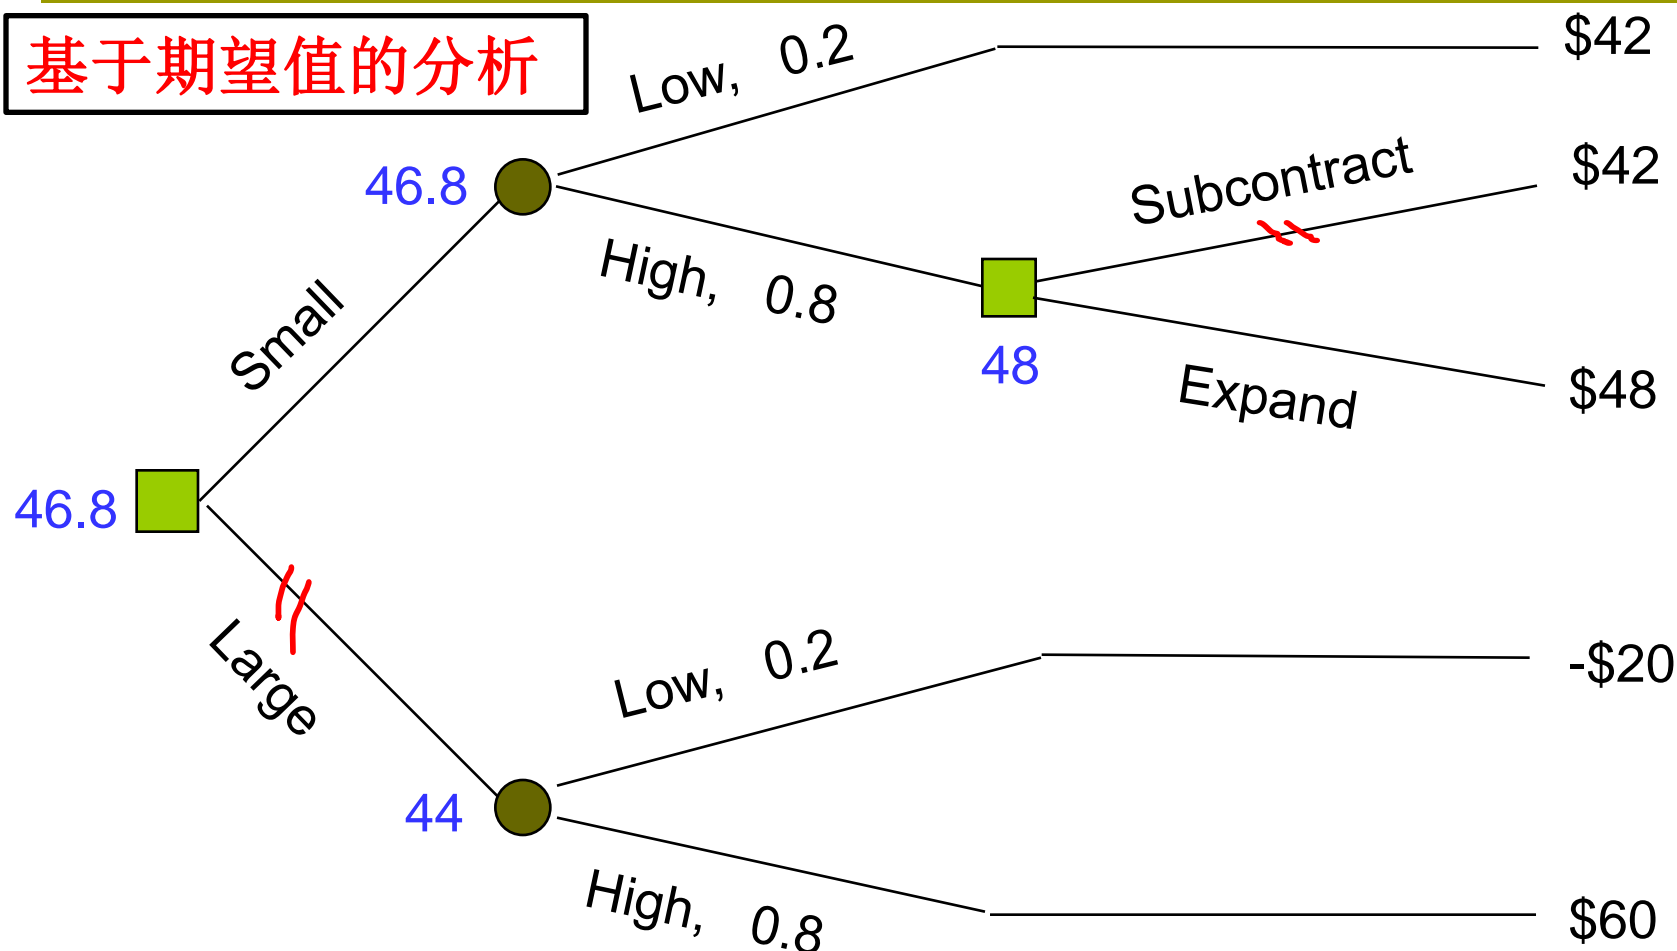 基于期望值的分析
Low, 0.2
$42
46.8
Subcontract
$42
High, 0.8
Small
48
Expand
$48
46.8
Large
Low, 0.2
-$20
44
High, 0.8
$60